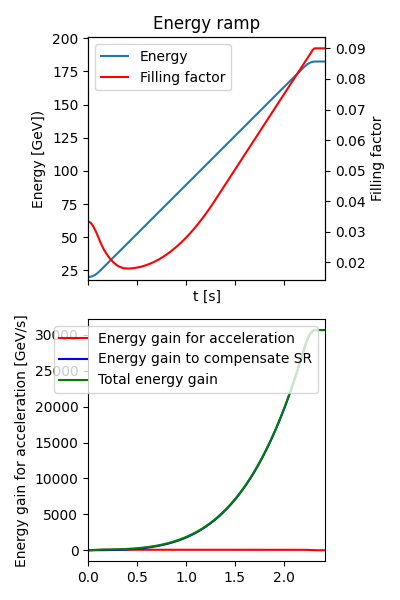 Energy ramp
200
175
150
125
100
75
50
25
Energy [GeV])
Energy
Filling factor
0.09
0.08
0.07
0.06
0.05
0.04
0.03
0.02
Filling factor
t [s]
Energy gain for acceleration [GeV/s]
30000
25000
20000
15000
10000
5000
0
Energy gain for acceleration
Energy gain to compensate SR
Total energy gain
0.0 0.5 1.0 1.5 2.0